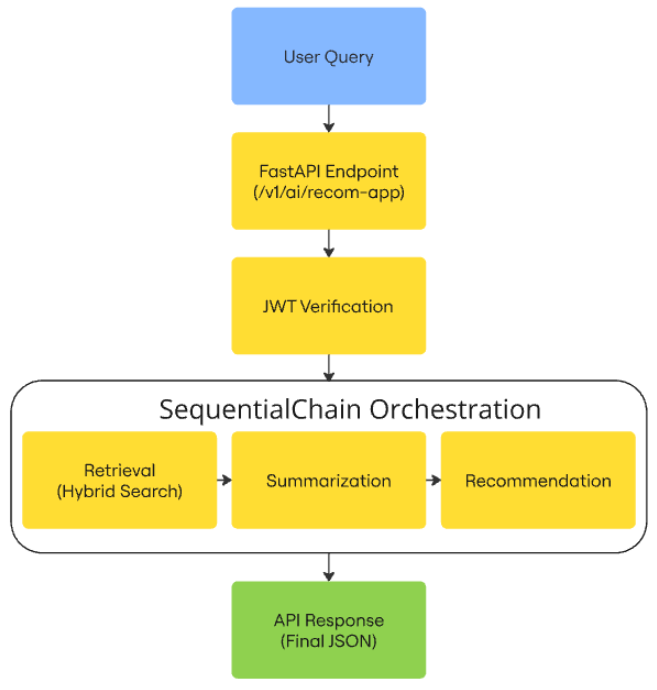 User Query
FastAPI Endpoint
(/v1/ai/recom-app)
JWT Verification
SequentialChain Orchestration
Retrieval
(Hybrid Search)
Summarization
Recommendation
API Response
(Final JSON)